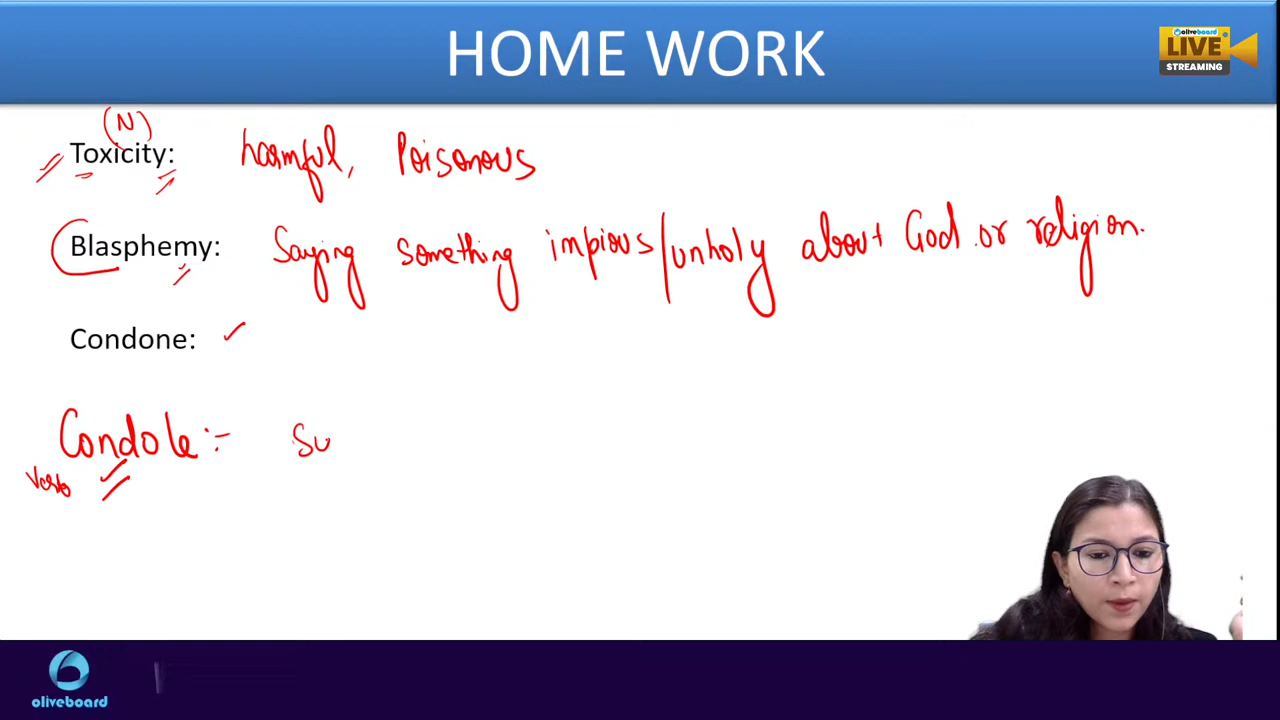 HOME WORK
oliveboard
LIVE
STREAMING
(N)
Toxicity: harmful, Poisonous
Blasphemy: Saying something impious/unholy about God or religion.
Condone:
Condole :- Su
Verb
oliveboard